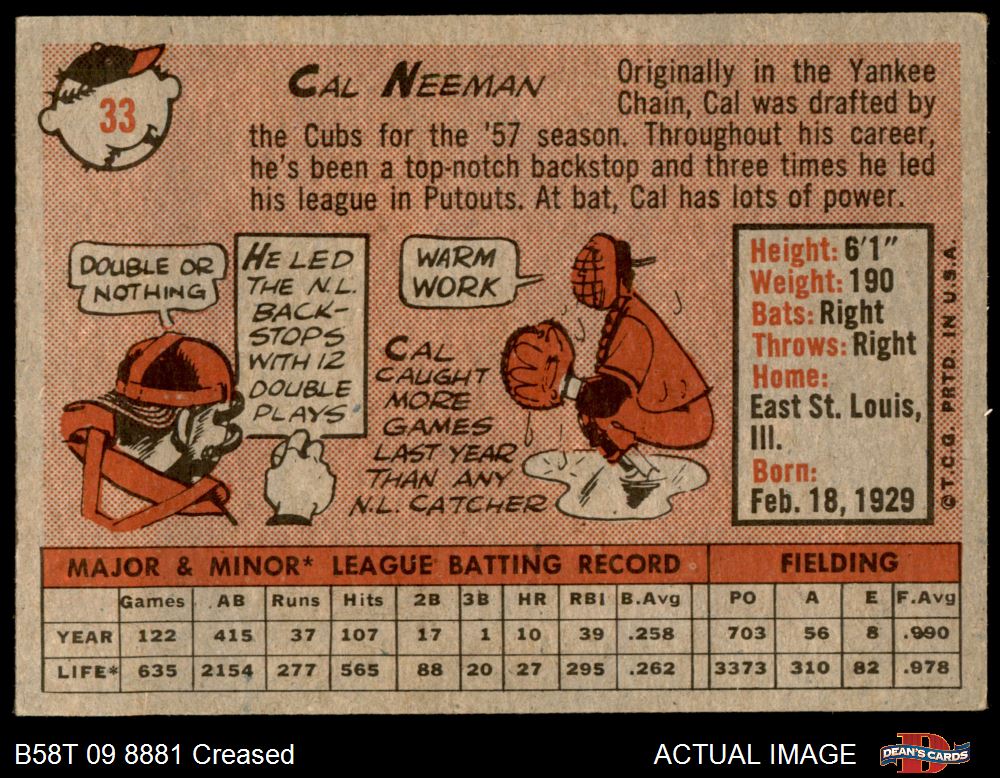 33
CAL NEEMAN
Originally in the Yankee
Chain, Cal was drafted by
the Cubs for the '57 season. Throughout his career,
he's been a top-notch backstop and three times he led
his league in Putouts. At bat, Cal has lots of power.
DOUBLE OR
NOTHING
HE LED
THE N.L.
BACK-
STOPS
WITH 12
DOUBLE
PLAYS
WARM
WORK
CAL
CAUGHT
MORE
GAMES
LAST YEAR
THAN ANY
N.L. CATCHER
Height: 6'1"
Weight: 190
Bats: Right
Throws: Right
Home:
East St. Louis,
Ill.
Born:
Feb. 18, 1929
©T.C.G. PRTD. IN U.S.A.
MAJOR & MINOR* LEAGUE BATTING RECORD FIELDING
Games AB Runs Hits 2B 3B HR RBI B.Avg PO A E F.Avg
YEAR 122 415 37 107 17 1 10 39 .258 703 56 8 .990
LIFE* 635 2154 277 565 88 20 27 295 .262 3373 310 82 .978
B58T 09 8881 Creased
ACTUAL IMAGE
DEAN'S CARDS